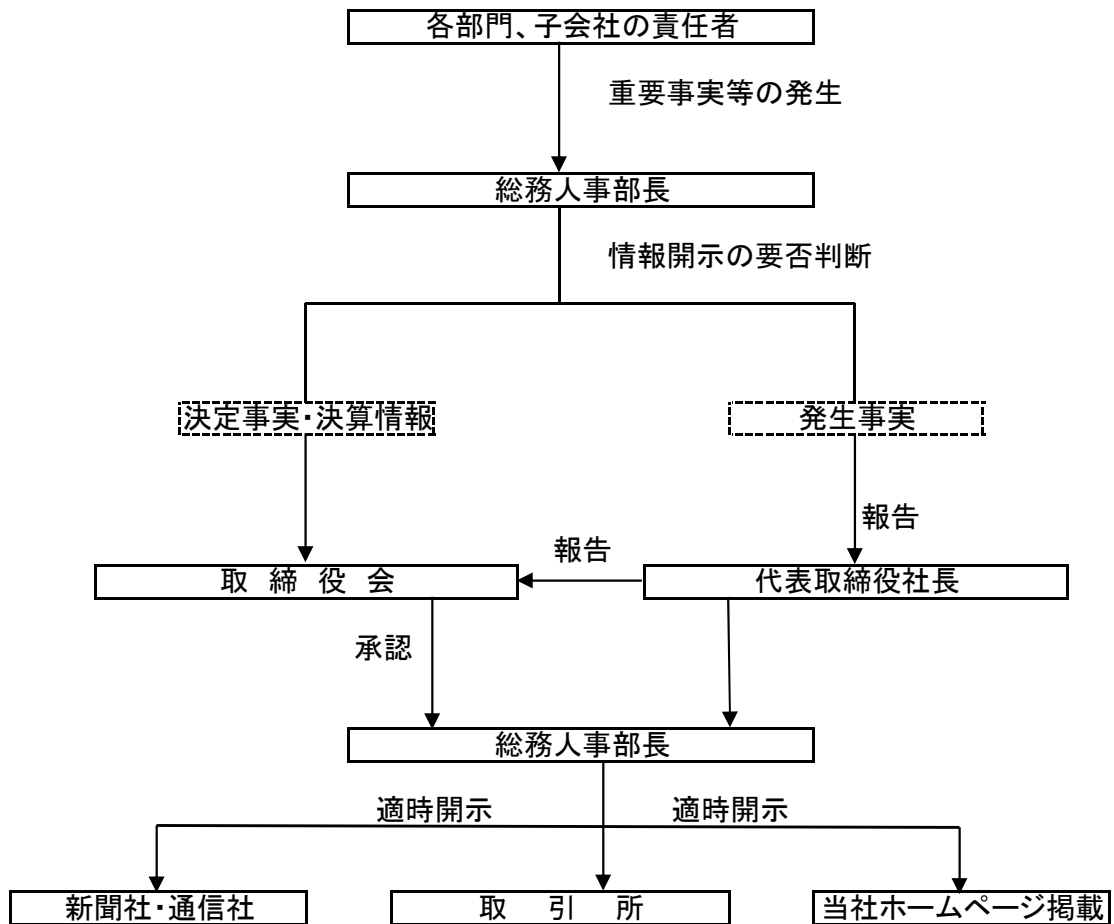 各部門、子会社の責任者
重要事実等の発生
総務人事部長
情報開示の要否判断
決定事実・決算情報
発生事実
報告
報告
取締役会
代表取締役社長
承認
総務人事部長
適時開示
適時開示
新聞社・通信社
取引所
当社ホームページ掲載